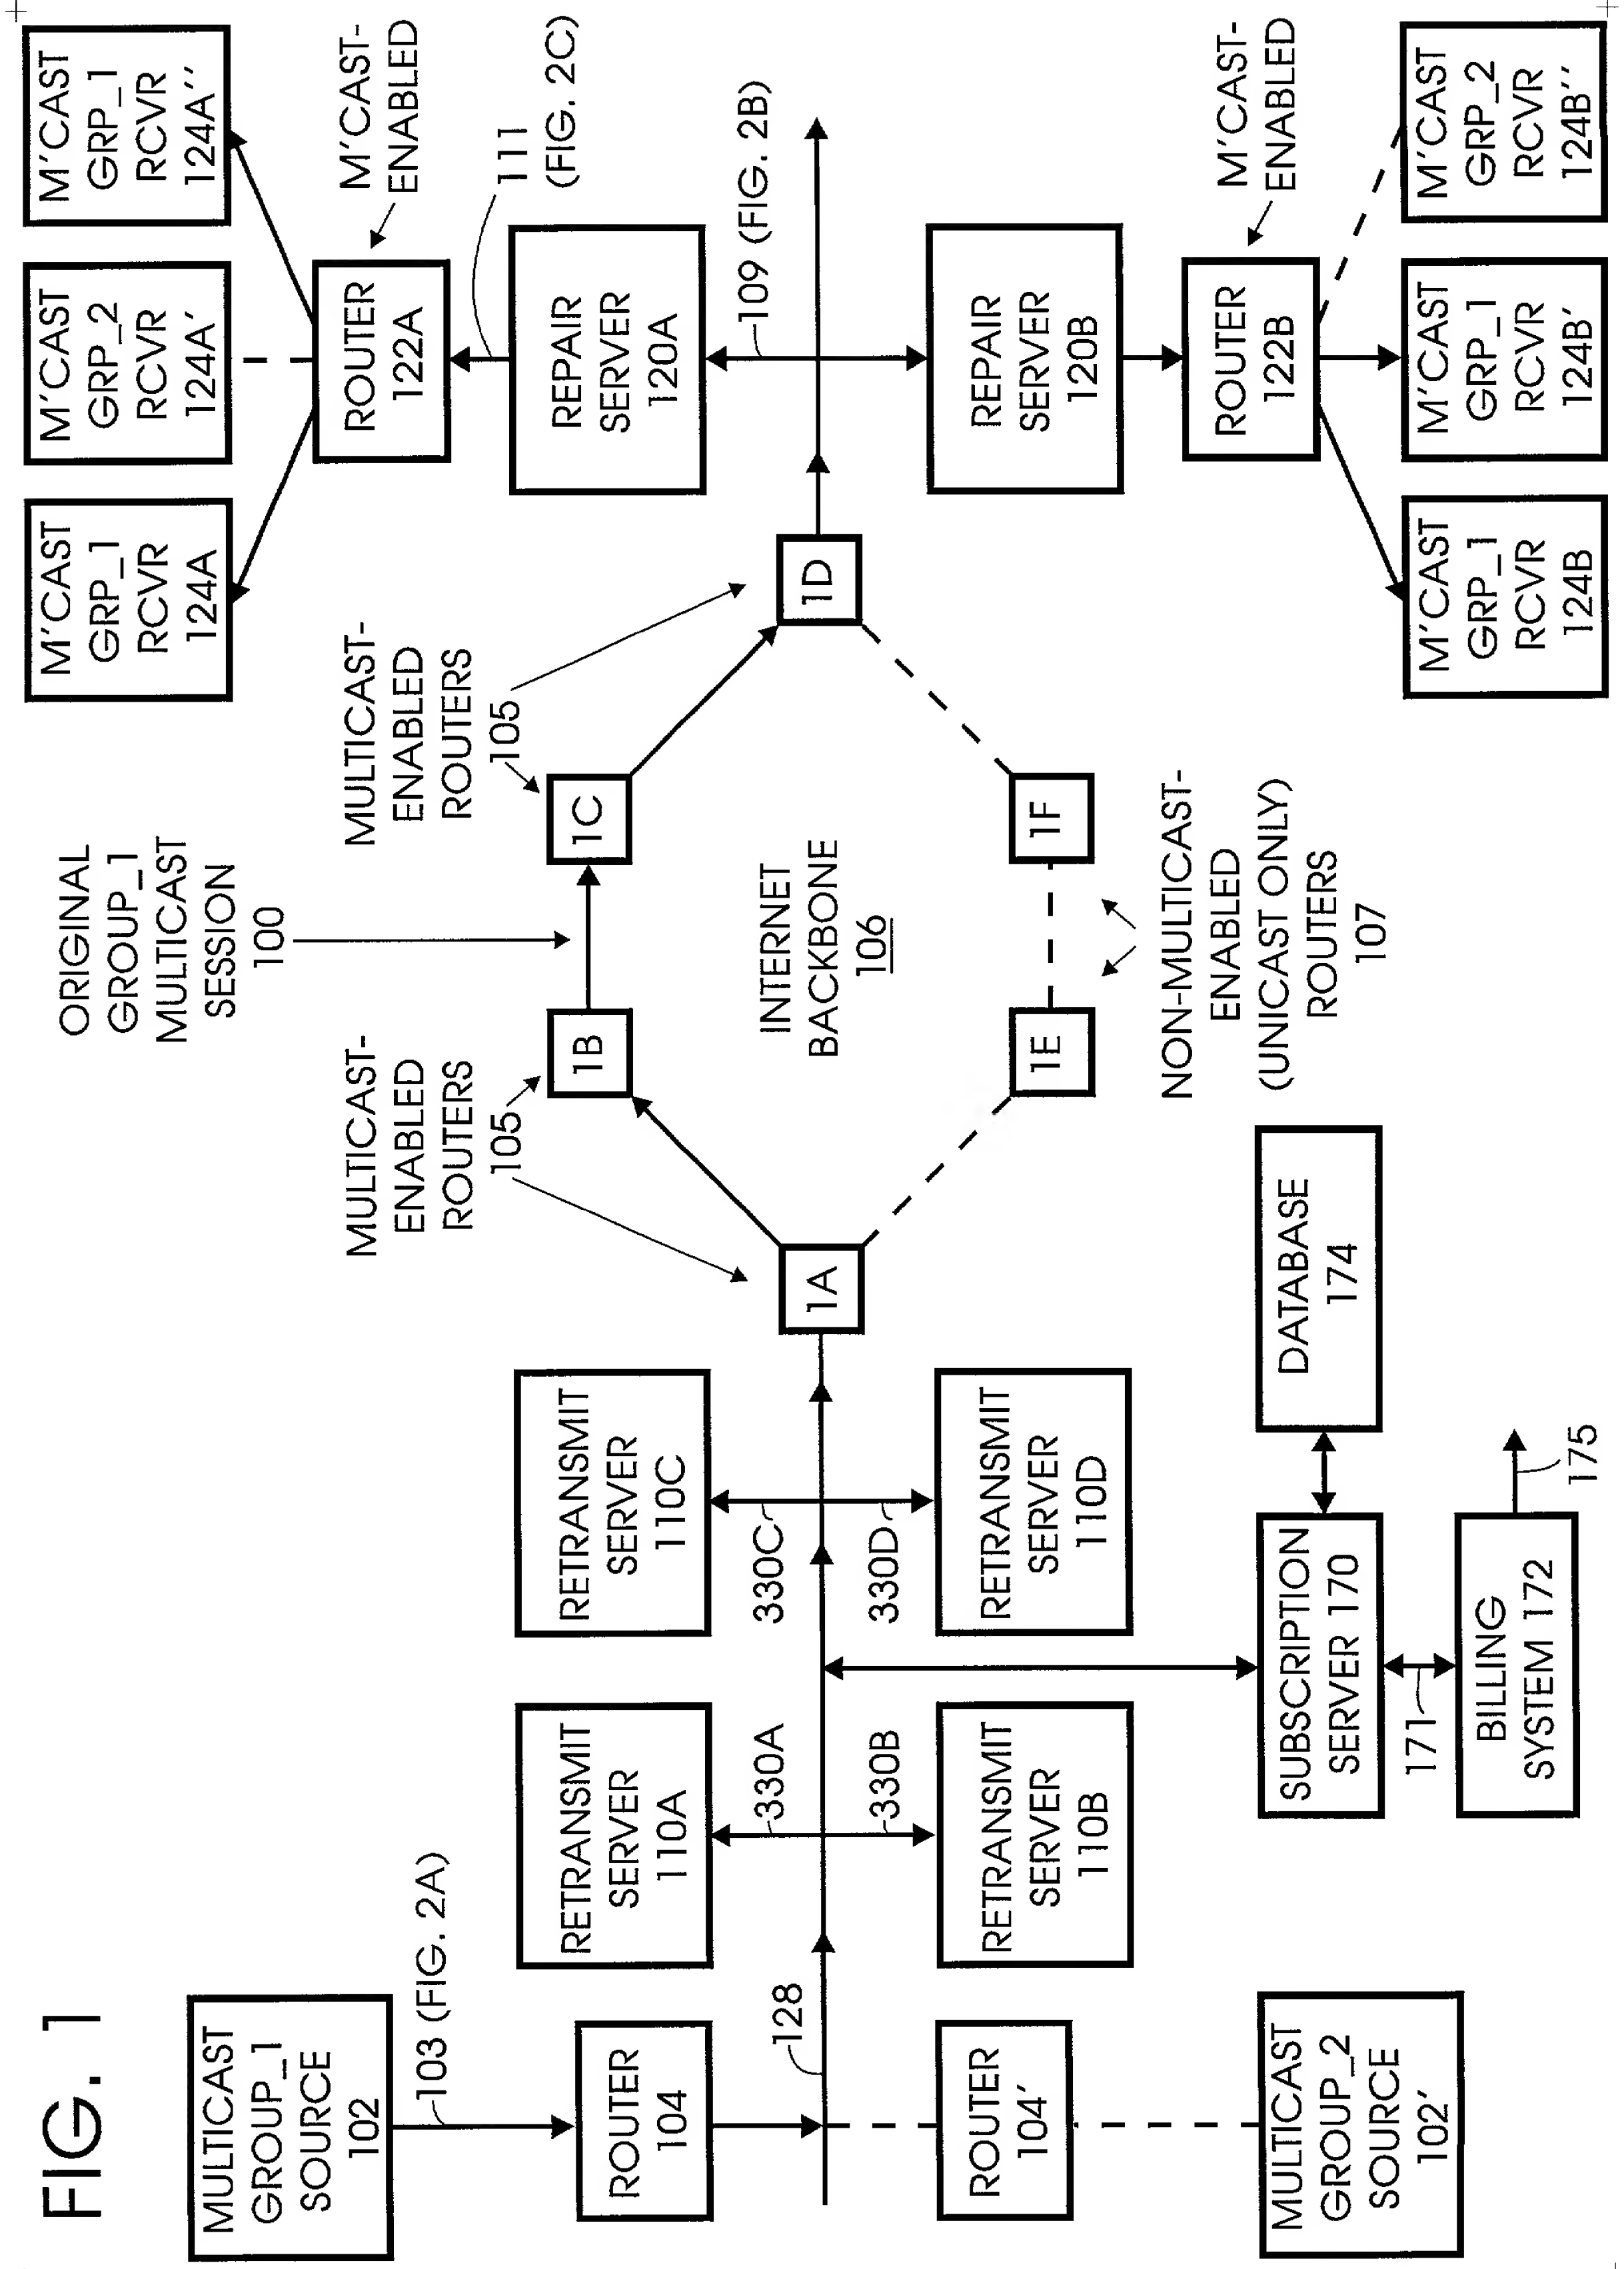 FIG. 1
MULTICAST
GROUP_1
SOURCE
102
103 (FIG. 2A)
ROUTER
104
128
ROUTER
104'
MULTICAST
GROUP_2
SOURCE
102'
RETRANSMIT
SERVER
110A
330A
330B
RETRANSMIT
SERVER
110B
RETRANSMIT
SERVER
110C
330C
330D
RETRANSMIT
SERVER
110D
SUBSCRIPTION
SERVER 170
171
BILLING
SYSTEM 172
175
DATABASE
174
1A
MULTICAST-
ENABLED
ROUTERS
105
1B
ORIGINAL
GROUP_1
MULTICAST
SESSION
100
1C
MULTICAST-
ENABLED
ROUTERS
105
1D
INTERNET
BACKBONE
106
1E
1F
NON-MULTICAST-
ENABLED
(UNICAST ONLY)
ROUTERS
107
109 (FIG. 2B)
REPAIR
SERVER
120A
111
(FIG. 2C)
ROUTER
122A
M'CAST-
ENABLED
M'CAST
GRP_1
RCVR
124A
M'CAST
GRP_2
RCVR
124A'
M'CAST
GRP_1
RCVR
124A''
REPAIR
SERVER
120B
ROUTER
122B
M'CAST-
ENABLED
M'CAST
GRP_1
RCVR
124B
M'CAST
GRP_1
RCVR
124B'
M'CAST
GRP_2
RCVR
124B''